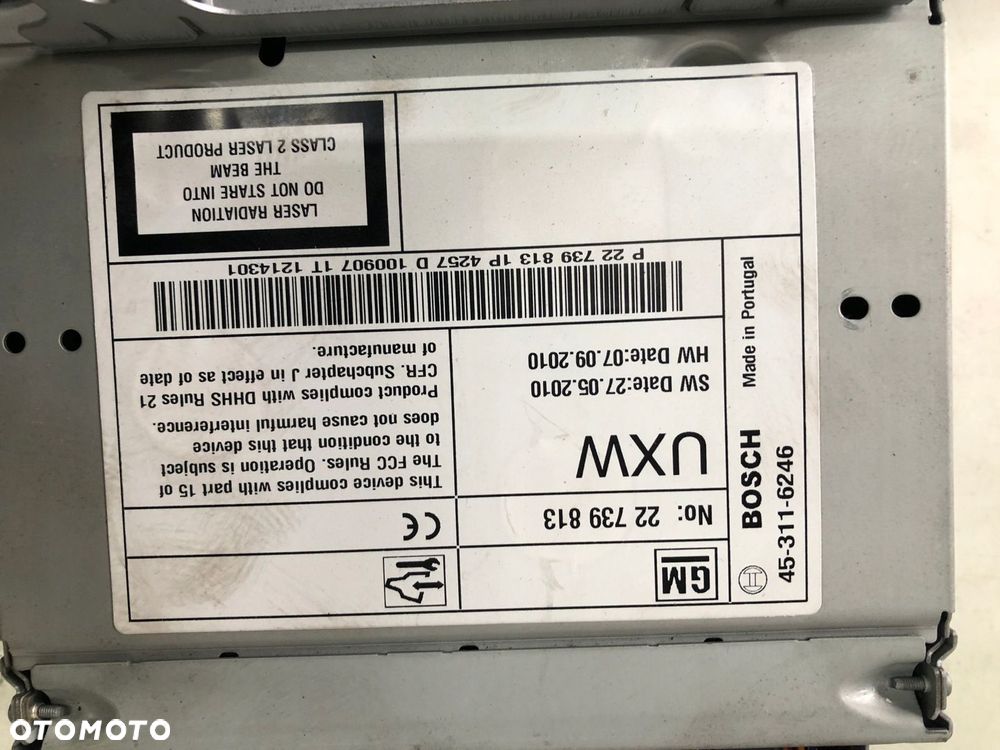 GM
No: 22 739 813
CE
UXW
SW Date:27.05.2010
HW Date:07.09.2010
This device complies with part 15 of
The FCC Rules. Operation is subject
to the condition that this device
does not cause harmful interference.
Product complies with DHHS Rules 21
CFR. Subchapter J in effect as of date
of manufacture.
P 22 739 813 1P 4257 D 100907 1T 1214301
LASER RADIATION
DO NOT STARE INTO
THE BEAM
CLASS 2 LASER PRODUCT
BOSCH
45-311-6246
Made in Portugal
OTOMOTO